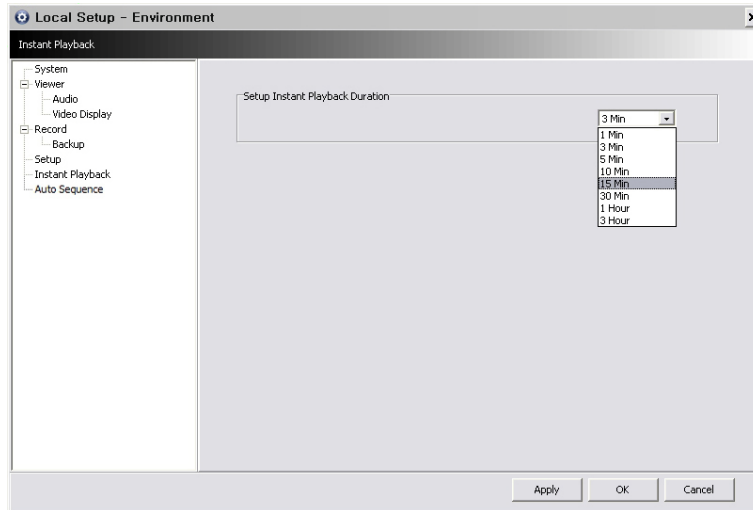 Local Setup - Environment
Instant Playback
System
Viewer
Audio
Video Display
Record
Backup
Setup
Instant Playback
Auto Sequence
Setup Instant Playback Duration
3 Min
1 Min
3 Min
5 Min
10 Min
15 Min
30 Min
1 Hour
3 Hour
Apply
OK
Cancel